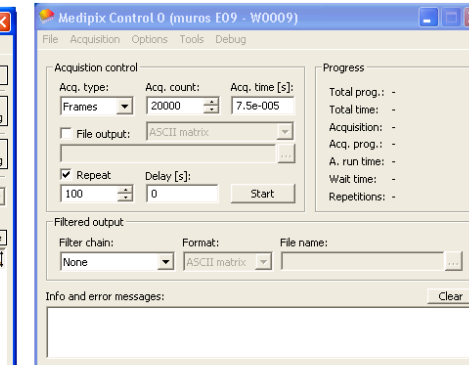 Medipix Control 0 (muros E09 - W0009)
File Acquisition Options Tools Debug
Acquistion control
Acq. type: Acq. count: Acq. time [s]:
Frames 20000 7.5e-005
File output: ASCII matrix
...
Repeat Delay [s]:
100 0 Start
Progress
Total prog.: -
Total time: -
Acquisition: -
Acq. prog.: -
A. run time: -
Wait time: -
Repetitions: -
Filtered output
Filter chain: Format: File name:
None ASCII matrix ...
Info and error messages: Clear